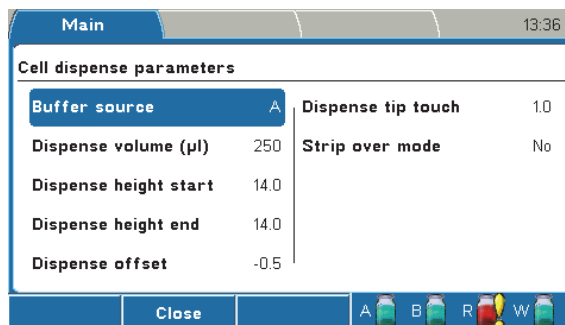 Main
13:36
Cell dispense parameters
Buffer source A
Dispense volume (µl) 250
Dispense height start 14.0
Dispense height end 14.0
Dispense offset -0.5
Dispense tip touch 1.0
Strip over mode No
Close
A B R W